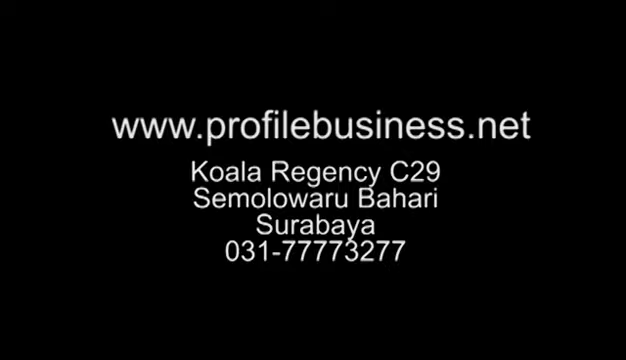 www.profilebusiness.net
Koala Regency C29
Semolowaru Bahari
Surabaya
031-77773277